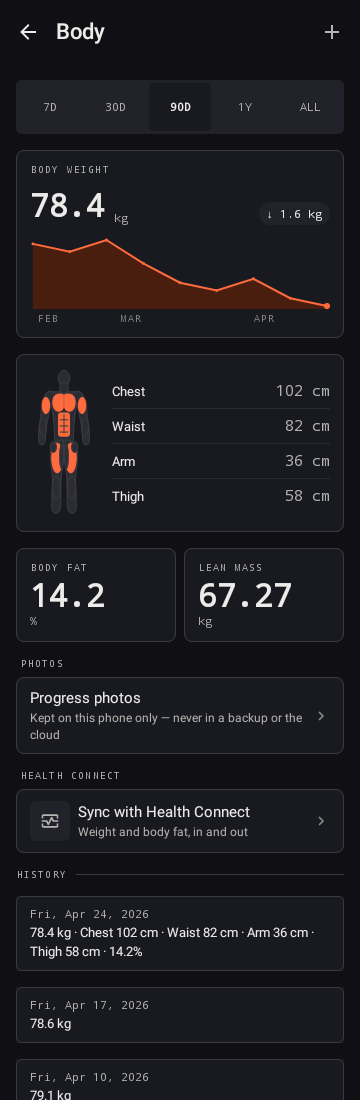 Body
7D 30D 90D 1Y ALL
BODY WEIGHT
78.4 kg
↓ 1.6 kg
FEB MAR APR
Chest 102 cm
Waist 82 cm
Arm 36 cm
Thigh 58 cm
BODY FAT
14.2
%
LEAN MASS
67.27
kg
PHOTOS
Progress photos
Kept on this phone only — never in a backup or the
cloud
HEALTH CONNECT
Sync with Health Connect
Weight and body fat, in and out
HISTORY
Fri, Apr 24, 2026
78.4 kg · Chest 102 cm · Waist 82 cm · Arm 36 cm ·
Thigh 58 cm · 14.2%
Fri, Apr 17, 2026
78.6 kg
Fri, Apr 10, 2026
79.1 kg